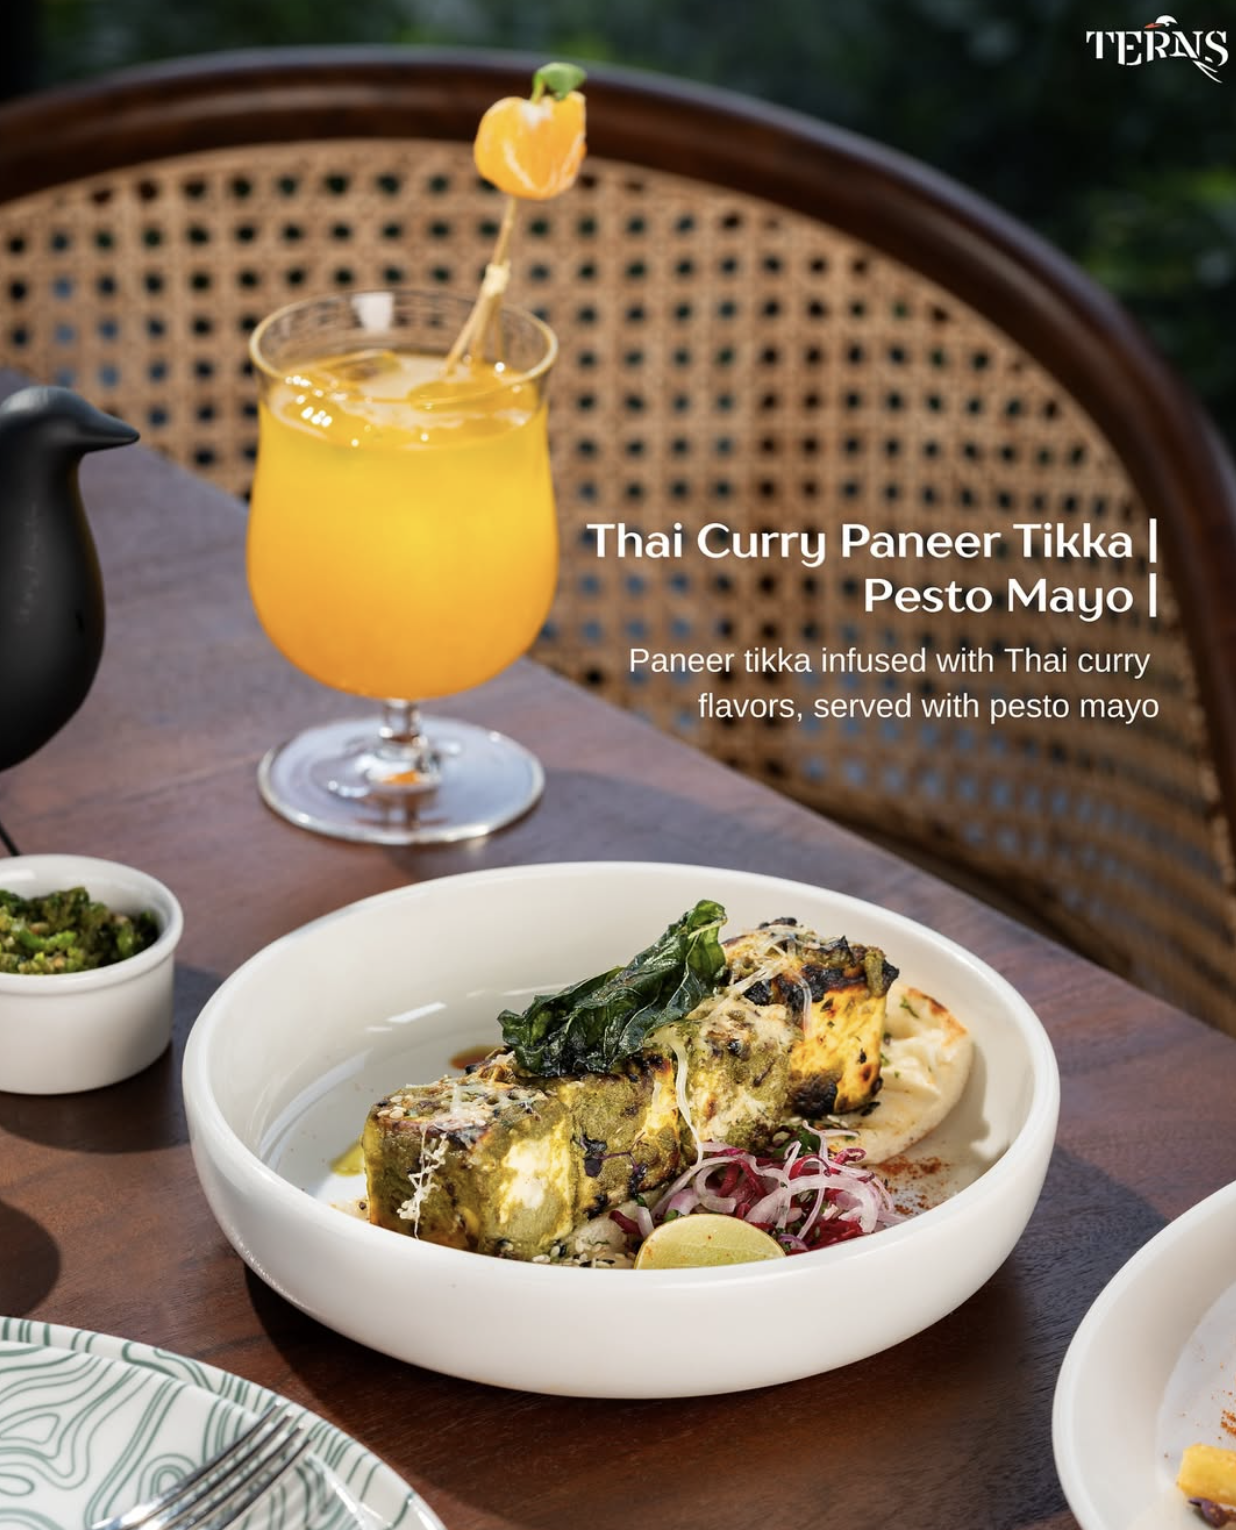 TERNS
Thai Curry Paneer Tikka |
Pesto Mayo |
Paneer tikka infused with Thai curry
flavors, served with pesto mayo